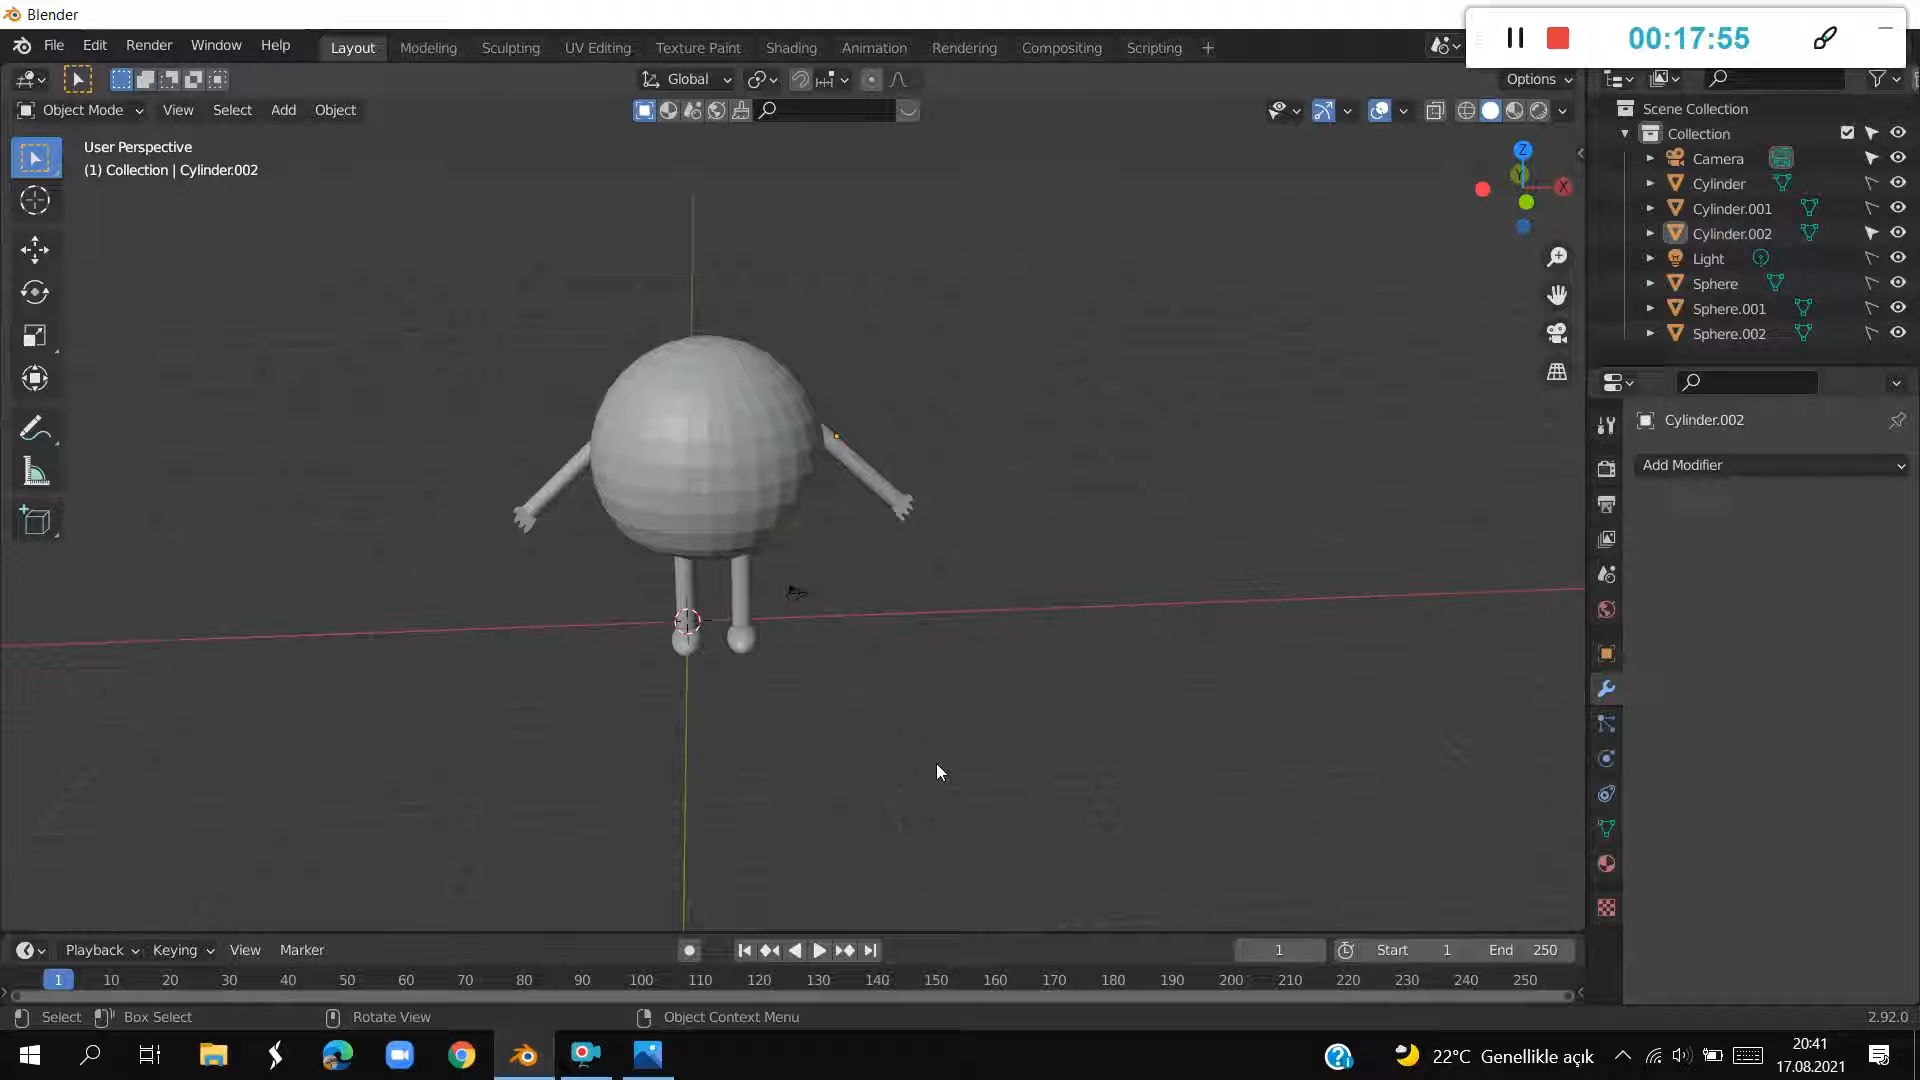 Blender
File Edit Render Window Help
Layout Modeling Sculpting UV Editing Texture Paint Shading Animation Rendering Compositing Scripting
00:17:55
Global
Options
Object Mode View Select Add Object
User Perspective
(1) Collection | Cylinder.002
Z
Y
X
Scene Collection
Collection
Camera
Cylinder
Cylinder.001
Cylinder.002
Light
Sphere
Sphere.001
Sphere.002
Cylinder.002
Add Modifier
Playback Keying View Marker
1 Start 1 End 250
1 10 20 30 40 50 60 70 80 90 100 110 120 130 140 150 160 170 180 190 200 210 220 230 240 250
Select Box Select Rotate View Object Context Menu
2.92.0
22°C Genellikle açık
20:41
17.08.2021